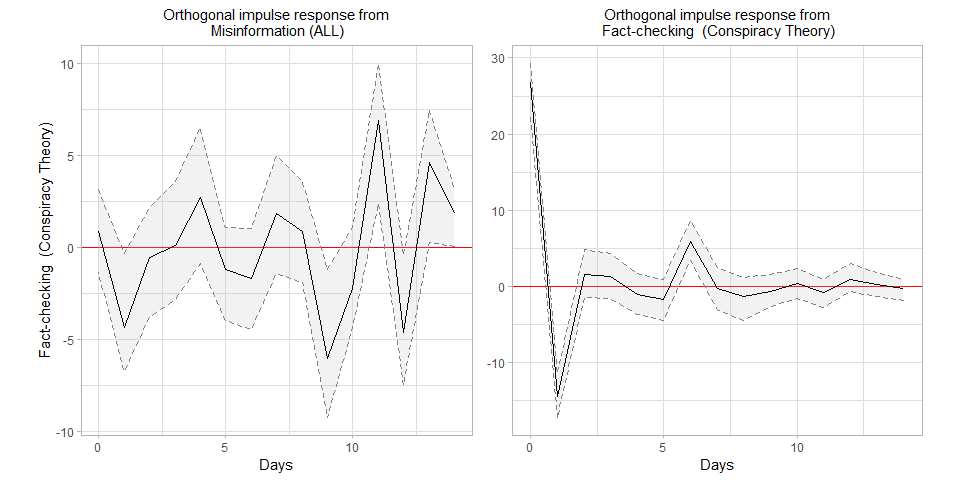 Orthogonal impulse response from
Misinformation (ALL)
Fact-checking (Conspiracy Theory)
10
5
0
-5
-10
0
5
10
Days
Orthogonal impulse response from
Fact-checking (Conspiracy Theory)
30
20
10
0
-10
0
5
10
Days